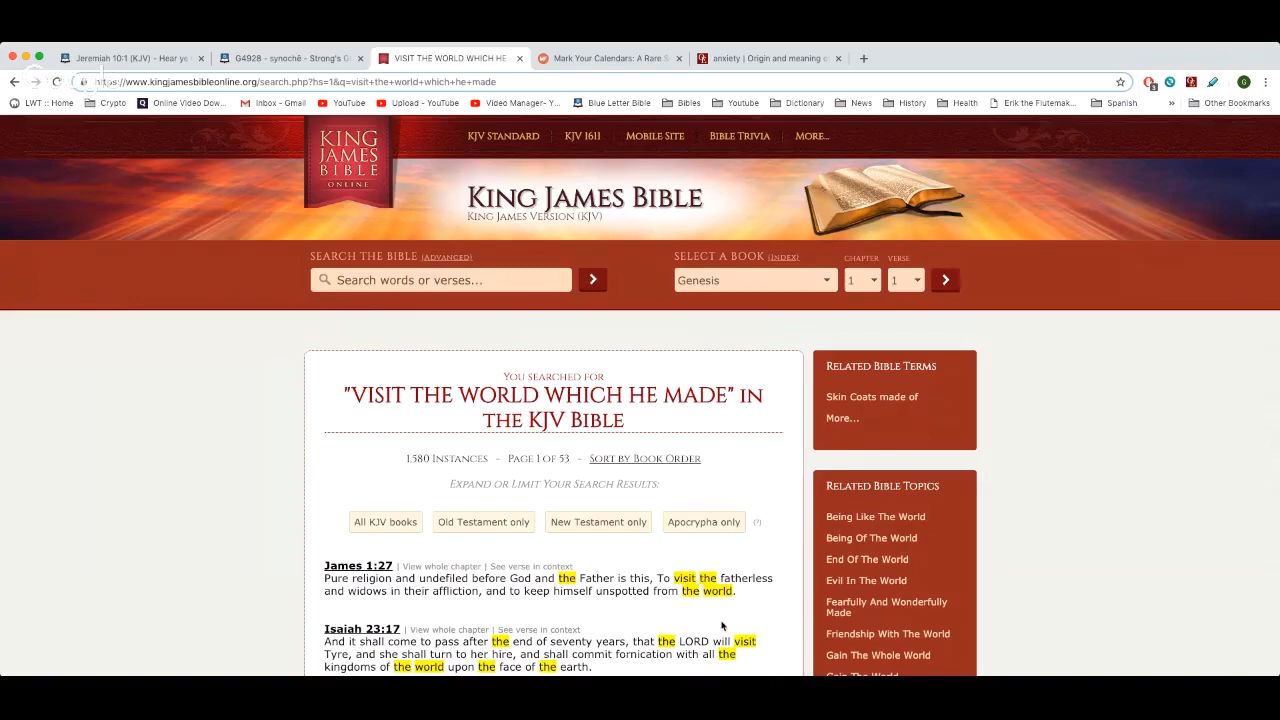 Jeremiah 10:1 (KJV) - Hear ye
G4928 - synochē - Strong's G
VISIT THE WORLD WHICH HE
Mark Your Calendars: A Rare S
anxiety | Origin and meaning o
https://www.kingjamesbibleonline.org/search.php?hs=1&q=visit+the+world+which+he+made
G
LWT :: Home
Crypto
Online Video Dow...
Inbox - Gmail
YouTube
Upload - YouTube
Video Manager- Y...
Blue Letter Bible
Bibles
Youtube
Dictionary
News
History
Health
Erik the Flutemak...
Spanish
»
Other Bookmarks
KING
JAMES
BIBLE
ONLINE
KJV STANDARD
KJV 1611
MOBILE SITE
BIBLE TRIVIA
MORE...
KING JAMES BIBLE
KING JAMES VERSION (KJV)
SEARCH THE BIBLE (ADVANCED)
Search words or verses...
SELECT A BOOK (INDEX)
CHAPTER
VERSE
Genesis
1
1
YOU SEARCHED FOR
"VISIT THE WORLD WHICH HE MADE" IN
THE KJV BIBLE
1,580 INSTANCES - PAGE 1 OF 53 - SORT BY BOOK ORDER
EXPAND OR LIMIT YOUR SEARCH RESULTS:
All KJV books
Old Testament only
New Testament only
Apocrypha only
(?)
James 1:27 | View whole chapter | See verse in context
Pure religion and undefiled before God and the Father is this, To visit the fatherless
and widows in their affliction, and to keep himself unspotted from the world.
Isaiah 23:17 | View whole chapter | See verse in context
And it shall come to pass after the end of seventy years, that the LORD will visit
Tyre, and she shall turn to her hire, and shall commit fornication with all the
kingdoms of the world upon the face of the earth.
RELATED BIBLE TERMS
Skin Coats made of
More...
RELATED BIBLE TOPICS
Being Like The World
Being Of The World
End Of The World
Evil In The World
Fearfully And Wonderfully
Made
Friendship With The World
Gain The Whole World